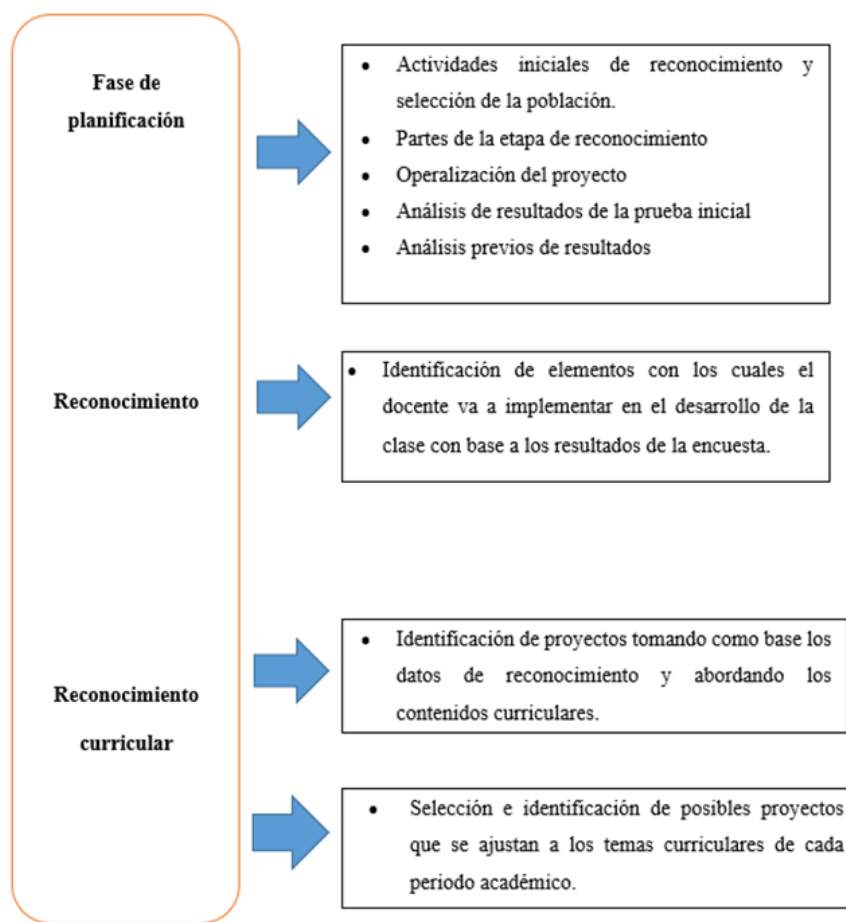 Fase de
planificación
• Actividades iniciales de reconocimiento y
selección de la población.
• Partes de la etapa de reconocimiento
• Operalización del proyecto
• Análisis de resultados de la prueba inicial
• Análisis previos de resultados
Reconocimiento
• Identificación de elementos con los cuales el
docente va a implementar en el desarrollo de la
clase con base a los resultados de la encuesta.
Reconocimiento
curricular
• Identificación de proyectos tomando como base los
datos de reconocimiento y abordando los
contenidos curriculares.
• Selección e identificación de posibles proyectos
que se ajustan a los temas curriculares de cada
periodo académico.